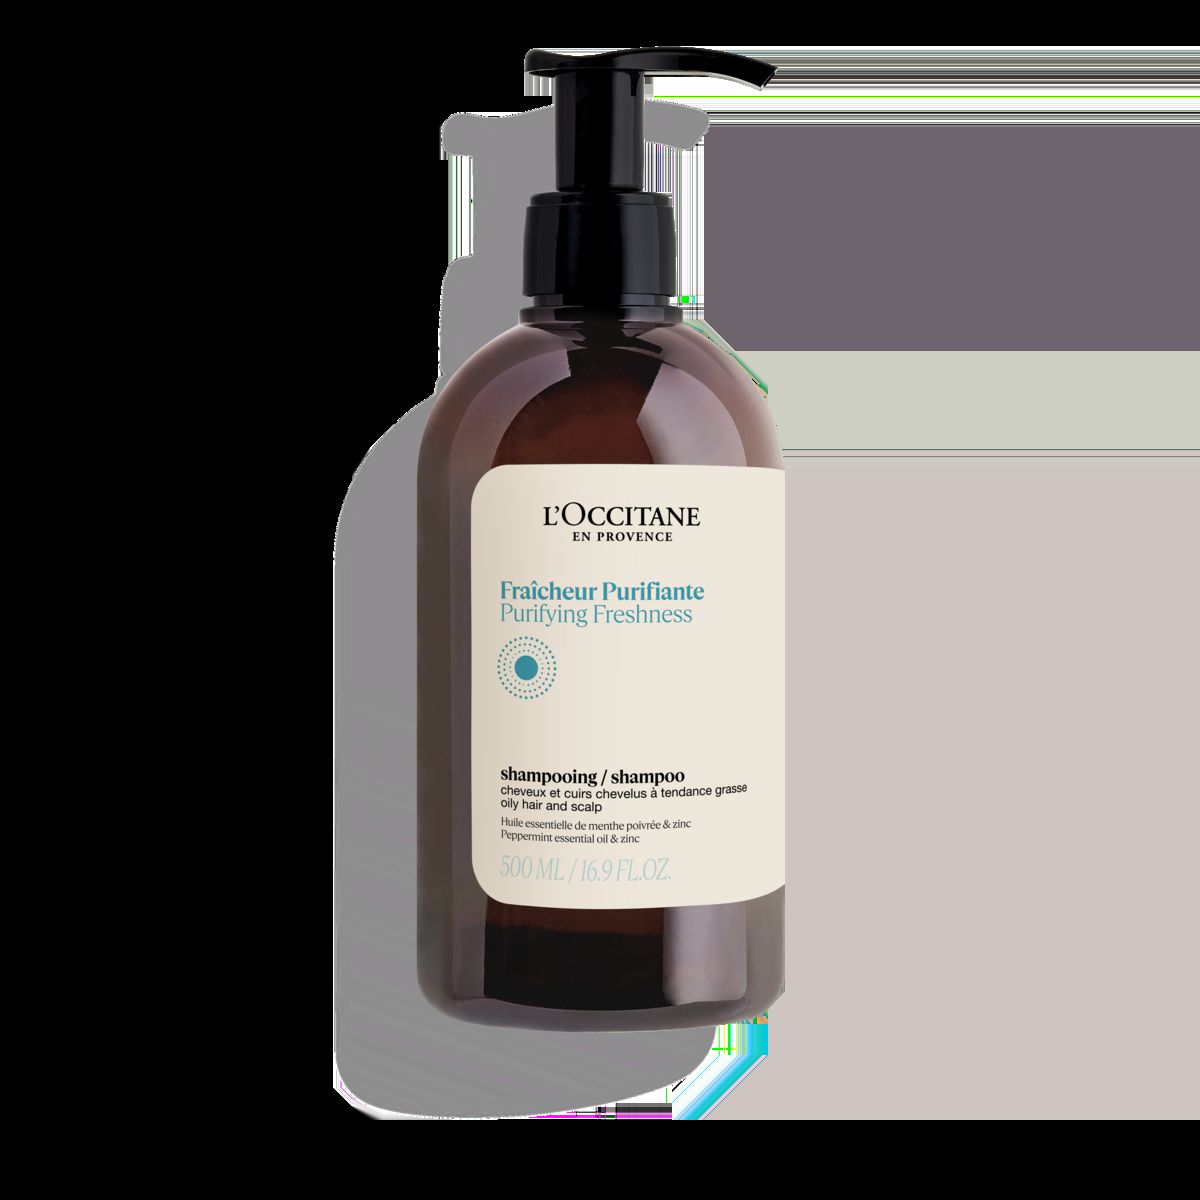 L'OCCITANE
EN PROVENCE
Fraîcheur Purifiante
Purifying Freshness
shampooing / shampoo
cheveux et cuirs chevelus à tendance grasse
oily hair and scalp
Huile essentielle de menthe poivrée & zinc
Peppermint essential oil & zinc
500 ML / 16.9 FL.OZ.